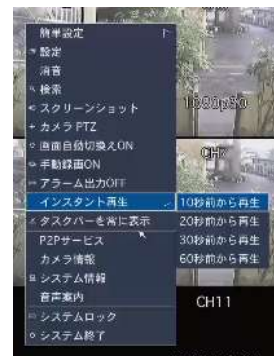 簡単設定
設定
消音
検索
スクリーンショット
カメラ PTZ
画面自動切換えON
手動録画ON
アラーム出力OFF
インスタント再生
タスクバーを常に表示
P2Pサービス
カメラ情報
システム情報
音声案内
システムロック
システム終了
10秒前から再生
20秒前から再生
30秒前から再生
60秒前から再生
1080p50
CH7
CH11